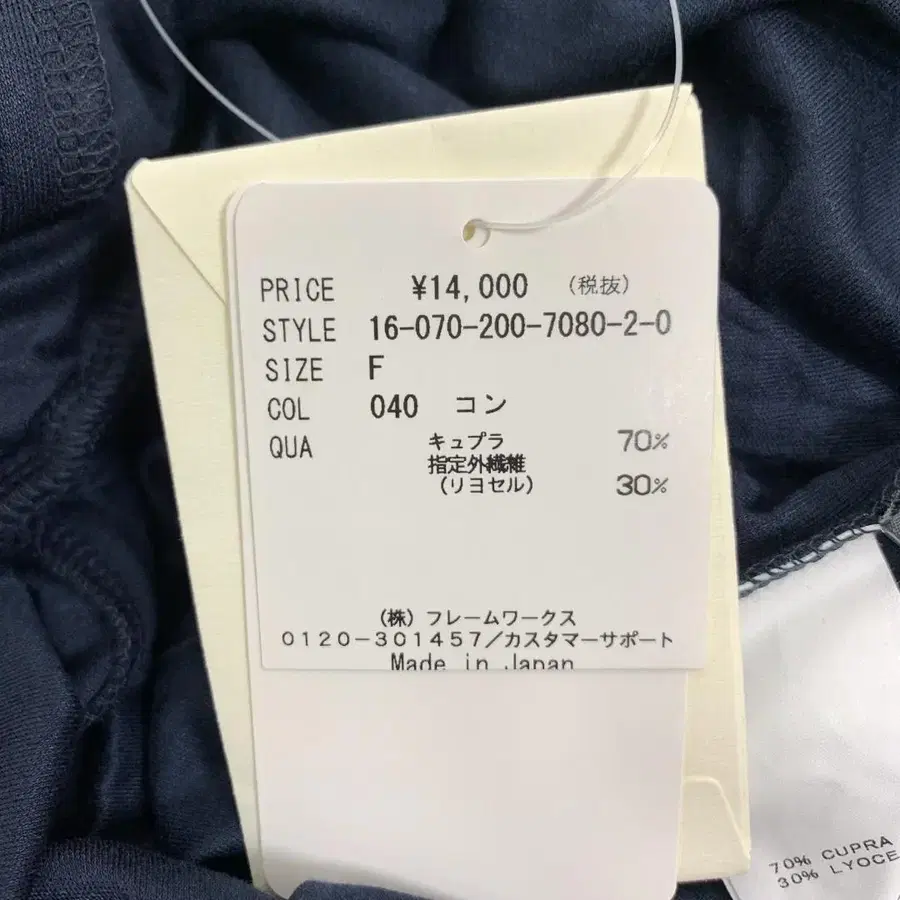 PRICE ¥14,000 (税抜)
STYLE 16-070-200-7080-2-0
SIZE F
COL 040 コン
QUA キュプラ 70%
指定外繊維
(リヨセル) 30%
(株) フレームワークス
0120-301457/カスタマーサポート
Made in Japan
70% CUPRA
30% LYOCE